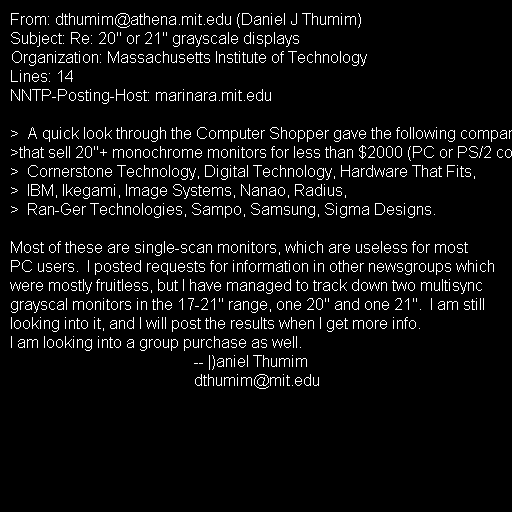 From: dthumim@athena.mit.edu (Daniel J Thumim)
Subject: Re: 20" or 21" grayscale displays
Organization: Massachusetts Institute of Technology
Lines: 14
NNTP-Posting-Host: marinara.mit.edu

>  A quick look through the Computer Shopper gave the following
>that sell 20"+ monochrome monitors for less than $2000 (PC or PS/2
>  Cornerstone Technology, Digital Technology, Hardware That Fits,
>  IBM, Ikegami, Image Systems, Nanao, Radius,
>  Ran-Ger Technologies, Sampo, Samsung, Sigma Designs.

Most of these are single-scan monitors, which are useless for most
PC users.  I posted requests for information in other newsgroups which
were mostly fruitless, but I have managed to track down two multisync
grayscal monitors in the 17-21" range, one 20" and one 21".  I am still
looking into it, and I will post the results when I get more info.
I am looking into a group purchase as well.
-- |)aniel Thumim
dthumim@mit.edu